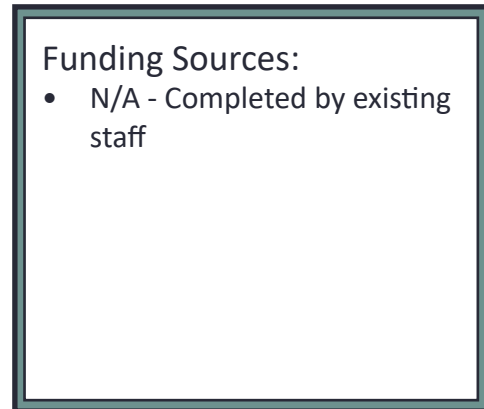 Funding Sources:
• N/A - Completed by existing
staff